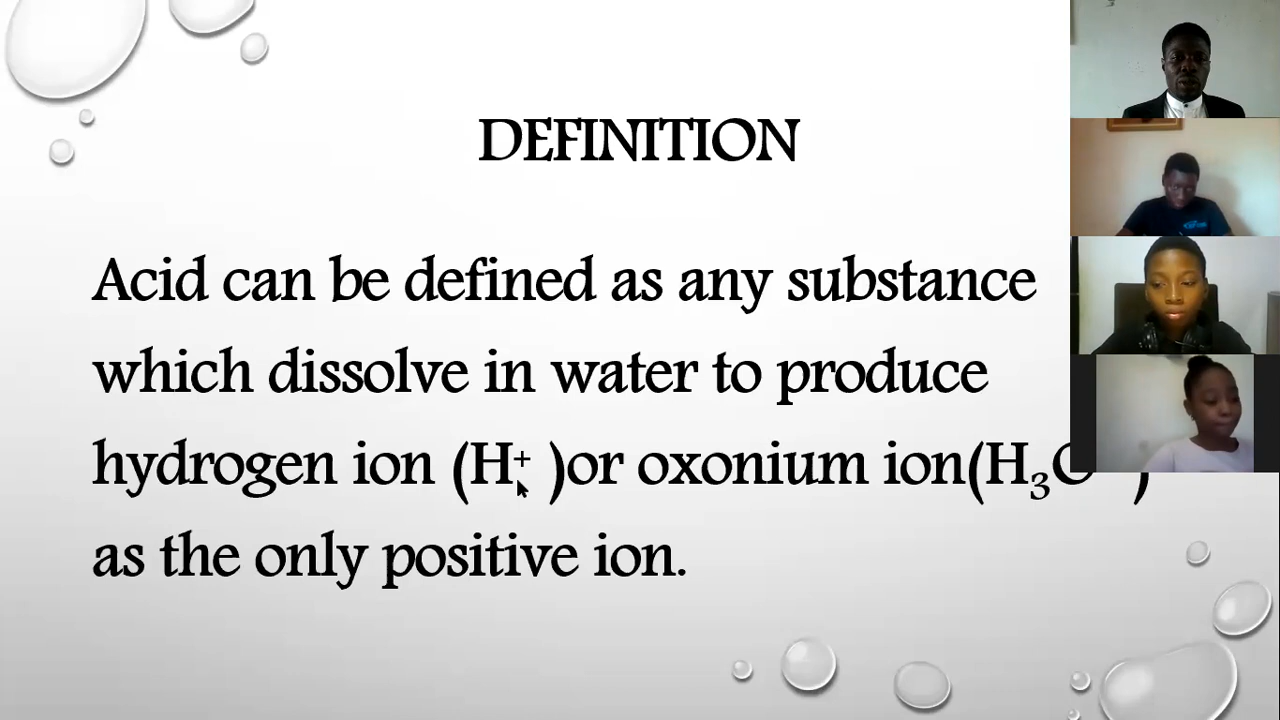 DEFINITION
Acid can be defined as any substance
which dissolve in water to produce
hydrogen ion (H⁺ )or oxonium ion(H₃O )
as the only positive ion.